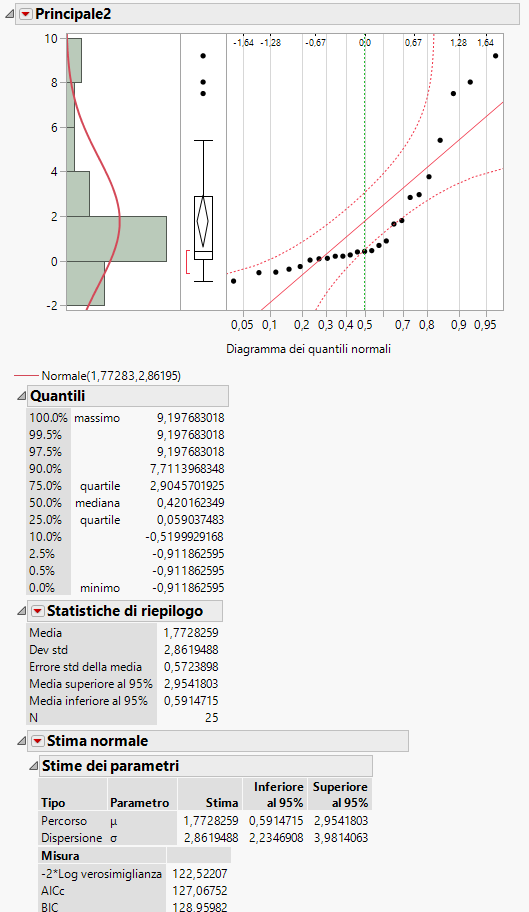 Principale2
10
8
6
4
2
0
-2
-1,64 -1,28 -0,67 0,0 0,67 1,28 1,64
0,05 0,1 0,2 0,3 0,4 0,5 0,7 0,8 0,9 0,95
Diagramma dei quantili normali
Normale(1,77283,2,86195)
Quantili
100.0% massimo 9,197683018
99.5% 9,197683018
97.5% 9,197683018
90.0% 7,7113968348
75.0% quartile 2,9045701925
50.0% mediana 0,420162349
25.0% quartile 0,059037483
10.0% -0,5199929168
2.5% -0,911862595
0.5% -0,911862595
0.0% minimo -0,911862595
Statistiche di riepilogo
Media 1,7728259
Dev std 2,8619488
Errore std della media 0,5723898
Media superiore al 95% 2,9541803
Media inferiore al 95% 0,5914715
N 25
Stima normale
Stime dei parametri
Inferiore Superiore
Tipo Parametro Stima al 95% al 95%
Percorso μ 1,7728259 0,5914715 2,9541803
Dispersione σ 2,8619488 2,2346908 3,9814063
Misura
-2*Log verosimiglianza 122,52207
AICc 127,06752
BIC 128,95982